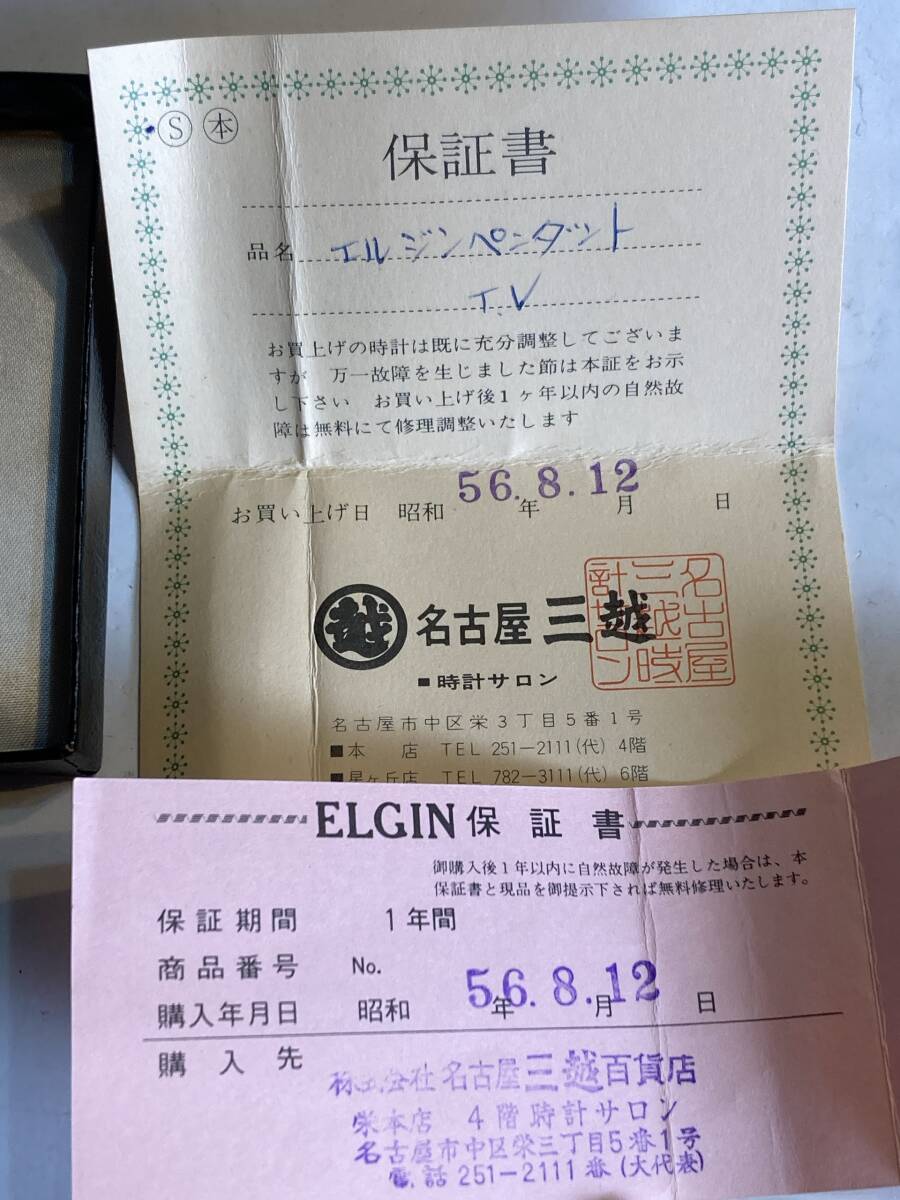 Ⓢ ㊍本
保証書
品名 エルジンペンダント
T.V
お買上げの時計は既に充分調整してございま
すが 万一故障を生じました節は本証をお示
し下さい お買い上げ後1ヶ年以内の自然故
障は無料にて修理調整いたします
お買い上げ日 昭和 56.8.12 年 月 日
越 名古屋 三越
名古屋三越時計サロン
■時計サロン
名古屋市中区栄3丁目5番1号
■本 店 TEL 251-2111(代) 4階
■星ヶ丘店 TEL 782-3111(代) 6階
ELGIN 保証書
御購入後1年以内に自然故障が発生した場合は、本
保証書と現品を御提示下されば無料修理いたします。
保証期間 1年間
商品番号 No.
購入年月日 昭和 56.8.12 年 月 日
購入先 株式会社名古屋三越百貨店
栄本店 4階時計サロン
名古屋市中区栄三丁目5番1号
電話251-2111番(大代表)